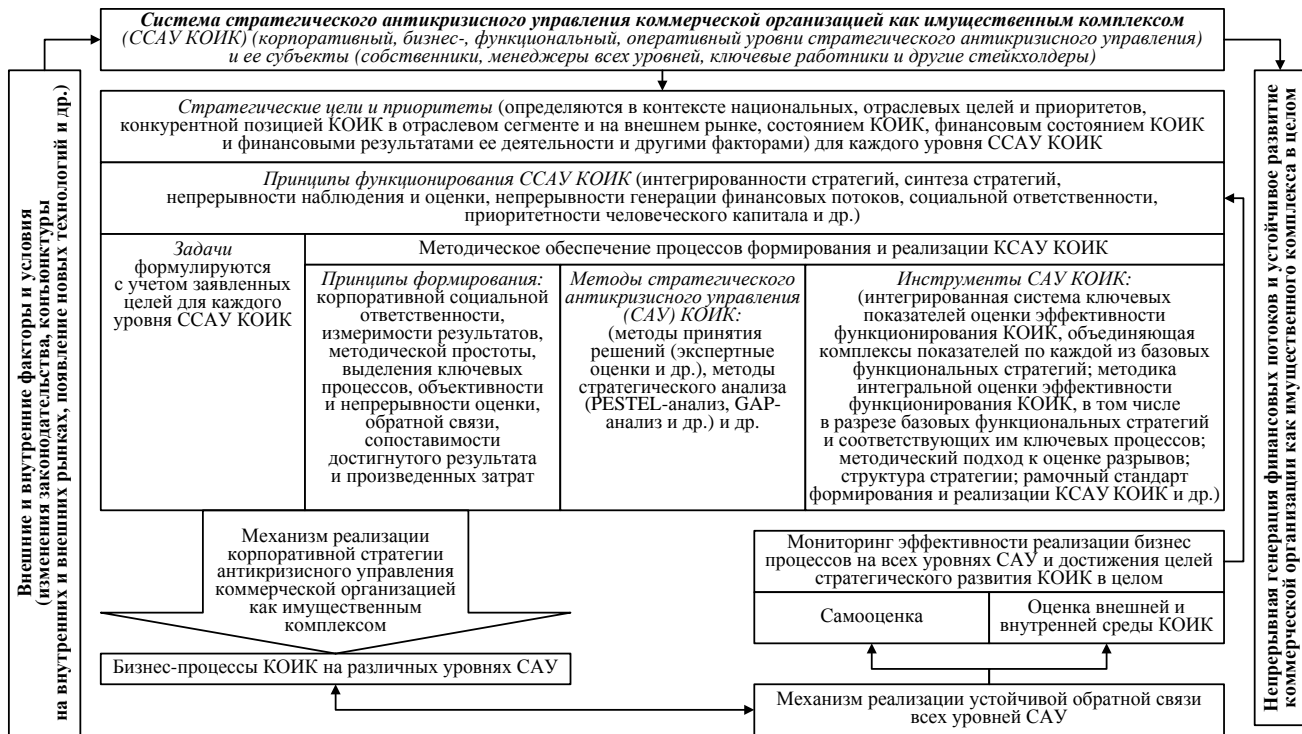 Система стратегического антикризисного управления коммерческой организацией как имущественным комплексом
(ССАУ КОИК) (корпоративный, бизнес-, функциональный, оперативный уровни стратегического антикризисного управления)
и ее субъекты (собственники, менеджеры всех уровней, ключевые работники и другие стейкхолдеры)
Внешние и внутренние факторы и условия
(изменения законодательства, конъюнктуры
на внутренних и внешних рынках, появление новых технологий и др.)
Стратегические цели и приоритеты (определяются в контексте национальных, отраслевых целей и приоритетов,
конкурентной позицией КОИК в отраслевом сегменте и на внешнем рынке, состоянием КОИК, финансовым состоянием КОИК
и финансовыми результатами ее деятельности и другими факторами) для каждого уровня ССАУ КОИК
Принципы функционирования ССАУ КОИК (интегрированности стратегий, синтеза стратегий,
непрерывности наблюдения и оценки, непрерывности генерации финансовых потоков, социальной ответственности,
приоритетности человеческого капитала и др.)
Задачи
формулируются
с учетом заявленных
целей для каждого
уровня ССАУ КОИК
Методическое обеспечение процессов формирования и реализации КСАУ КОИК
Принципы формирования:
корпоративной социальной
ответственности,
измеримости результатов,
методической простоты,
выделения ключевых
процессов, объективности
и непрерывности оценки,
обратной связи,
сопоставимости
достигнутого результата
и произведенных затрат
Методы стратегического
антикризисного управления
(САУ) КОИК:
(методы принятия
решений (экспертные
оценки и др.), методы
стратегического анализа
(PESTEL-анализ, GAP-
анализ и др.) и др.
Инструменты САУ КОИК:
(интегрированная система ключевых
показателей оценки эффективности
функционирования КОИК, объединяющая
комплексы показателей по каждой из базовых
функциональных стратегий; методика
интегральной оценки эффективности
функционирования КОИК, в том числе
в разрезе базовых функциональных стратегий
и соответствующих им ключевых процессов;
методический подход к оценке разрывов;
структура стратегии; рамочный стандарт
формирования и реализации КСАУ КОИК и др.)
Механизм реализации
корпоративной стратегии
антикризисного управления
коммерческой организацией
как имущественным
комплексом
Бизнес-процессы КОИК на различных уровнях САУ
Мониторинг эффективности реализации бизнес
процессов на всех уровнях САУ и достижения целей
стратегического развития КОИК в целом
Самооценка
Оценка внешней и
внутренней среды КОИК
Механизм реализации устойчивой обратной связи
всех уровней САУ
Непрерывная генерация финансовых потоков и устойчивое развитие
коммерческой организации как имущественного комплекса в целом